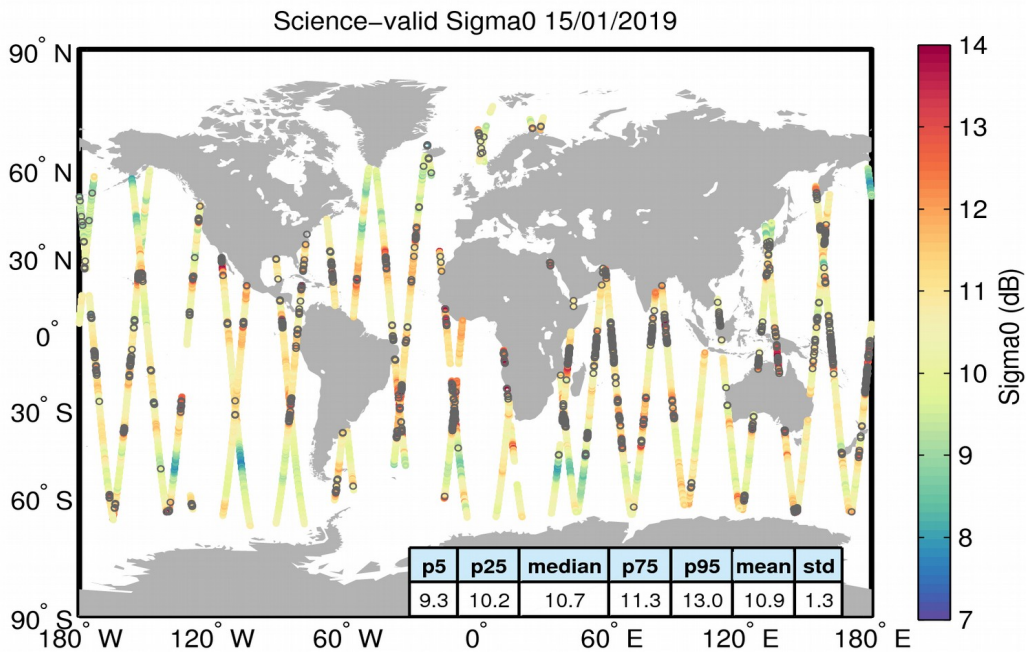 Science−valid Sigma0 15/01/2019
90° N
60° N
30° N
0°
30° S
60° S
90° S
180° W
120° W
60° W
0°
60° E
120° E
180° E
p5 p25 median p75 p95 mean std
9.3 10.2 10.7 11.3 13.0 10.9 1.3
14
13
12
11
10
9
8
7
Sigma0 (dB)